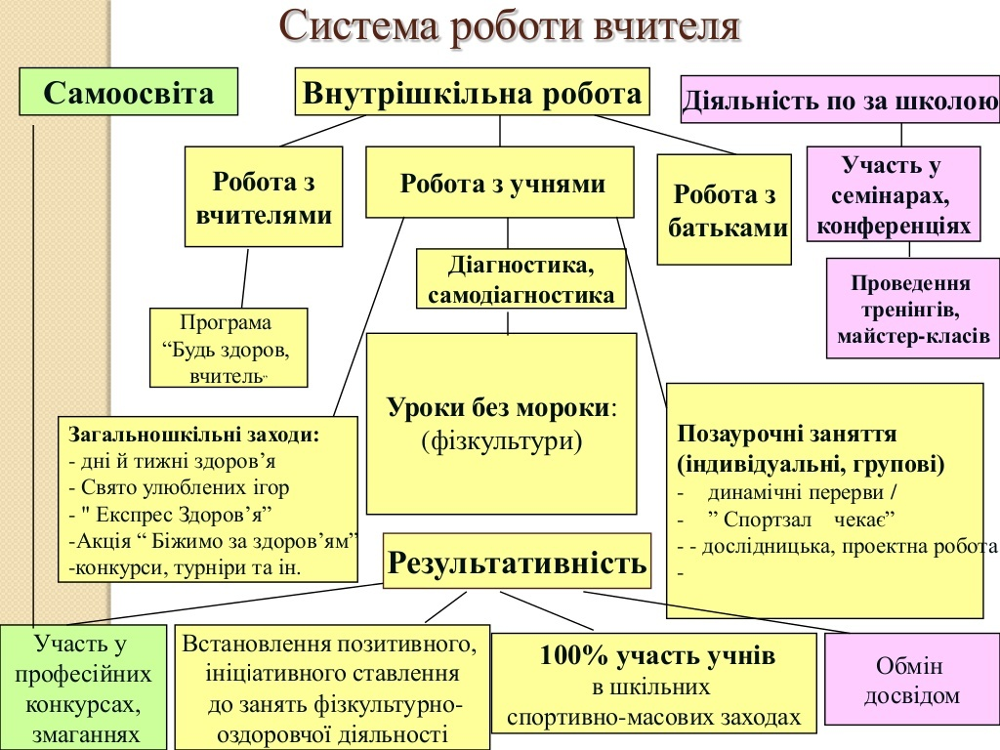 Система роботи вчителя
Самоосвіта
Внутрішкільна робота
Діяльність по за школою
Робота з
вчителями
Робота з учнями
Робота з
батьками
Участь у
семінарах,
конференціях
Діагностика,
самодіагностика
Проведення
тренінгів,
майстер-класів
Програма
“Будь здоров,
вчитель”
Уроки без мороки:
(фізкультури)
Загальношкільні заходи:
- дні й тижні здоров’я
- Свято улюблених ігор
- " Експрес Здоров’я”
-Акція “ Біжимо за здоров’ям”
-конкурси, турніри та ін.
Позаурочні заняття
(індивідуальні, групові)
- динамічні перерви /
- ” Спортзал чекає”
- - дослідницька, проектна робота
-
Результативність
Участь у
професійних
конкурсах,
змаганнях
Встановлення позитивного,
ініціативного ставлення
до занять фізкультурно-
оздоровчої діяльності
100% участь учнів
в шкільних
спортивно-масових заходах
Обмін
досвідом